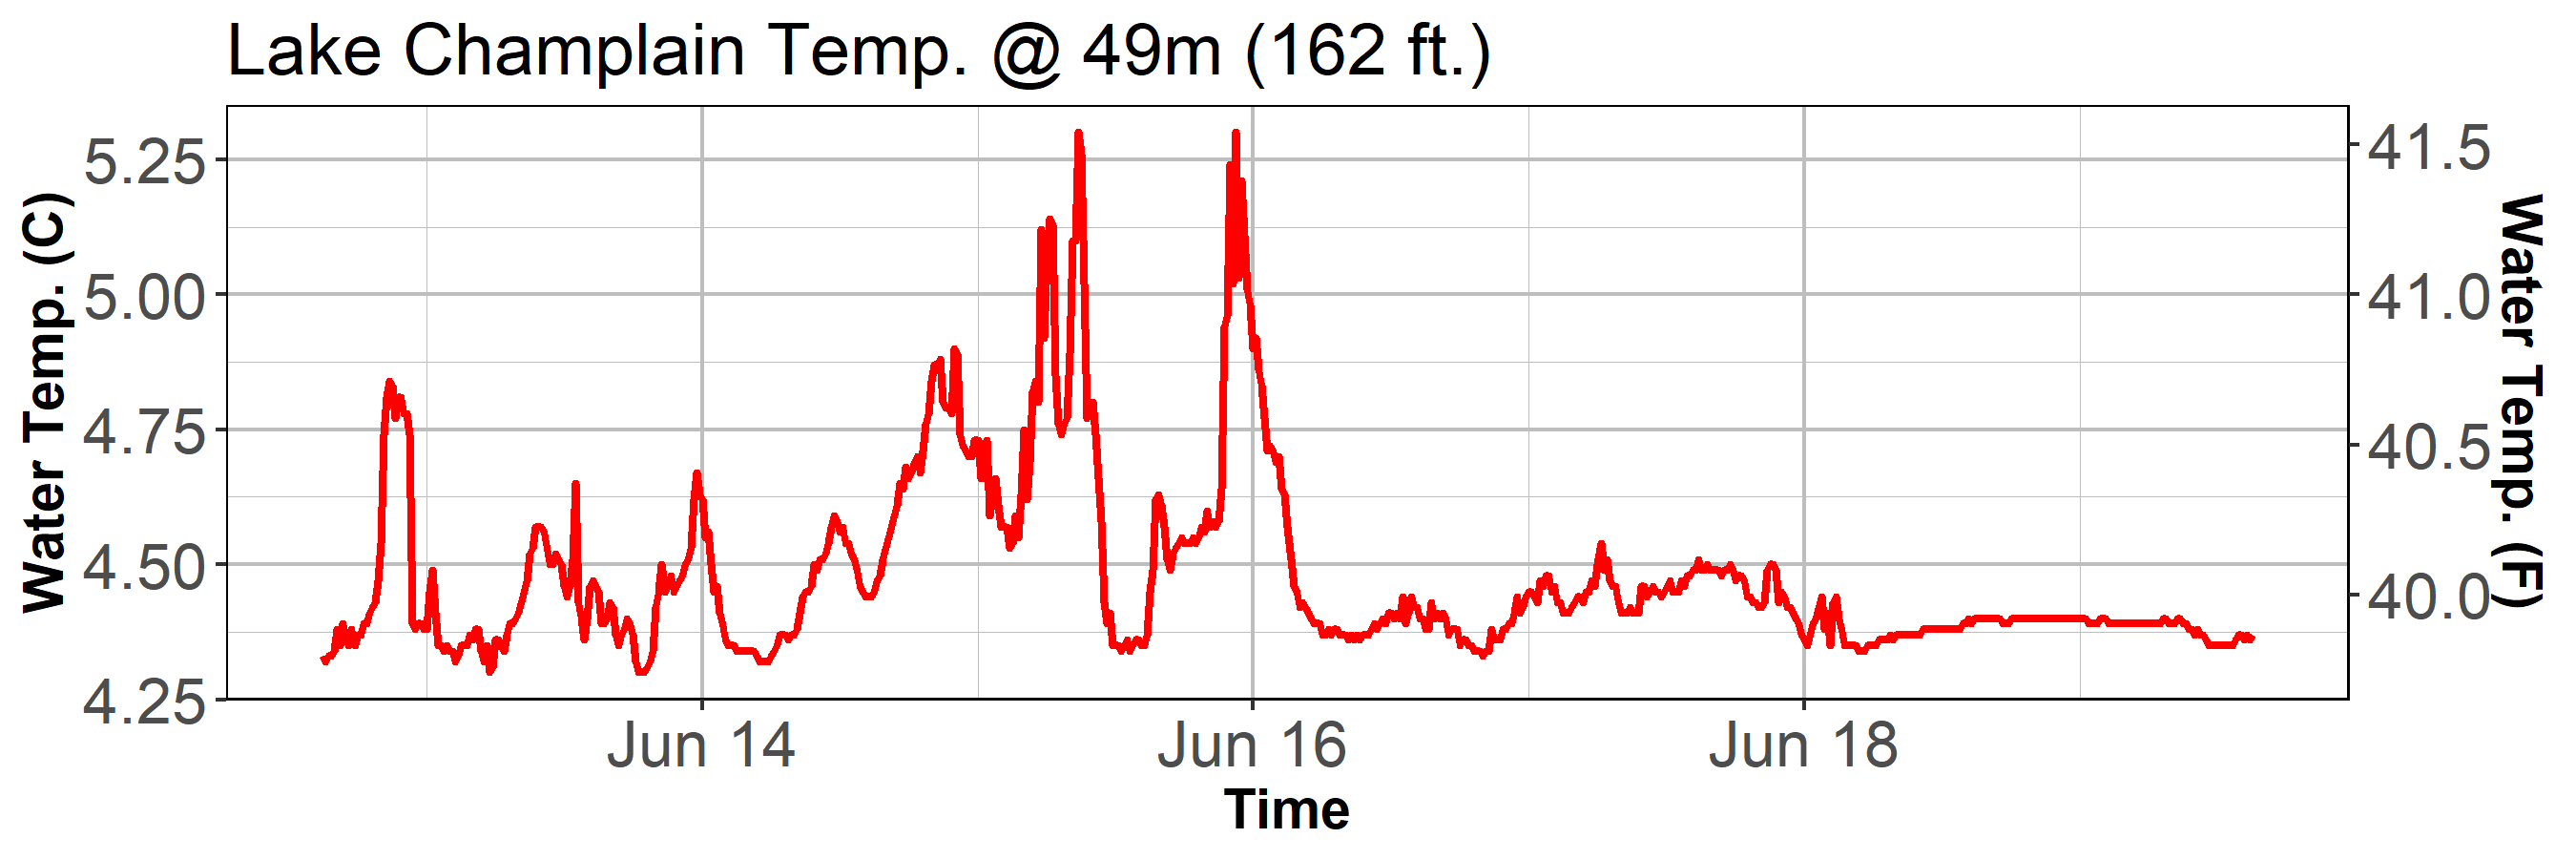 Lake Champlain Temp. @ 49m (162 ft.)
Water Temp. (C)
5.25
5.00
4.75
4.50
4.25
41.5
41.0
40.5
40.0
Water Temp. (F)
Jun 14 Jun 16 Jun 18
Time